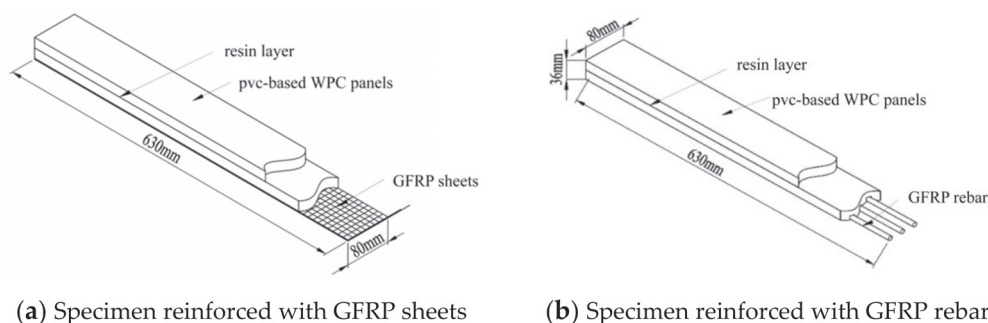 resin layer
pvc-based WPC panels
630mm
GFRP sheets
80mm
(a) Specimen reinforced with GFRP sheets
80mm
36mm
resin layer
pvc-based WPC panels
630mm
GFRP rebar
(b) Specimen reinforced with GFRP rebar